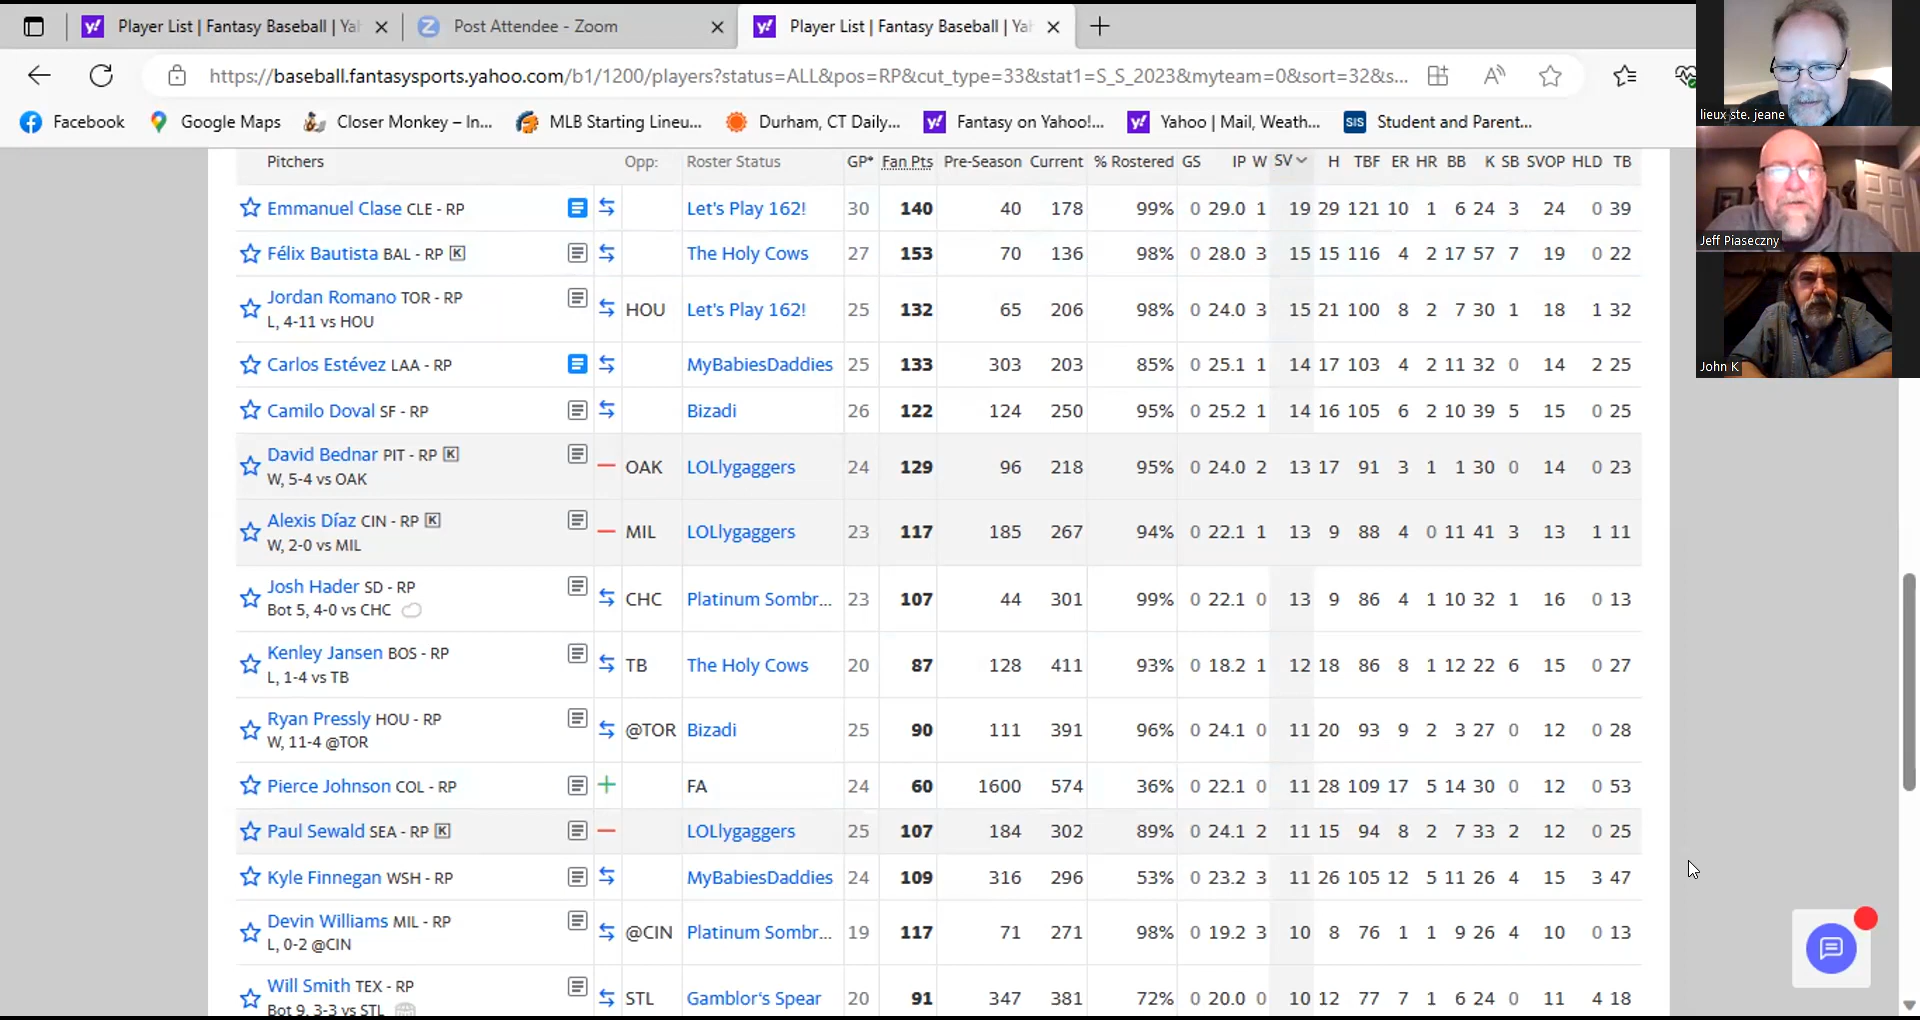 Player List | Fantasy Baseball | Yah
Post Attendee - Zoom
Player List | Fantasy Baseball | Yah
https://baseball.fantasysports.yahoo.com/b1/1200/players?status=ALL&pos=RP&cut_type=33&stat1=S_S_2023&myteam=0&sort=32&s...
Facebook Google Maps Closer Monkey – In... MLB Starting Lineu... Durham, CT Daily... Fantasy on Yahoo!... Yahoo | Mail, Weath... SIS Student and Parent...
lieux ste. jeane
Jeff Piaseczny
John K
Pitchers Opp: Roster Status GP* Fan Pts Pre-Season Current % Rostered GS IP W SV H TBF ER HR BB K SB SVOP HLD TB
Emmanuel Clase CLE - RP Let's Play 162! 30 140 40 178 99% 0 29.0 1 19 29 121 10 1 6 24 3 24 0 39
Félix Bautista BAL - RP K The Holy Cows 27 153 70 136 98% 0 28.0 3 15 15 116 4 2 17 57 7 19 0 22
Jordan Romano TOR - RP HOU Let's Play 162! 25 132 65 206 98% 0 24.0 3 15 21 100 8 2 7 30 1 18 1 32
L, 4-11 vs HOU
Carlos Estévez LAA - RP MyBabiesDaddies 25 133 303 203 85% 0 25.1 1 14 17 103 4 2 11 32 0 14 2 25
Camilo Doval SF - RP Bizadi 26 122 124 250 95% 0 25.2 1 14 16 105 6 2 10 39 5 15 0 25
David Bednar PIT - RP K OAK LOLlygaggers 24 129 96 218 95% 0 24.0 2 13 17 91 3 1 1 30 0 14 0 23
W, 5-4 vs OAK
Alexis Díaz CIN - RP K MIL LOLlygaggers 23 117 185 267 94% 0 22.1 1 13 9 88 4 0 11 41 3 13 1 11
W, 2-0 vs MIL
Josh Hader SD - RP CHC Platinum Sombr... 23 107 44 301 99% 0 22.1 0 13 9 86 4 1 10 32 1 16 0 13
Bot 5, 4-0 vs CHC
Kenley Jansen BOS - RP TB The Holy Cows 20 87 128 411 93% 0 18.2 1 12 18 86 8 1 12 22 6 15 0 27
L, 1-4 vs TB
Ryan Pressly HOU - RP @TOR Bizadi 25 90 111 391 96% 0 24.1 0 11 20 93 9 2 3 27 0 12 0 28
W, 11-4 @TOR
Pierce Johnson COL - RP FA 24 60 1600 574 36% 0 22.1 0 11 28 109 17 5 14 30 0 12 0 53
Paul Sewald SEA - RP K LOLlygaggers 25 107 184 302 89% 0 24.1 2 11 15 94 8 2 7 33 2 12 0 25
Kyle Finnegan WSH - RP MyBabiesDaddies 24 109 316 296 53% 0 23.2 3 11 26 105 12 5 11 26 4 15 3 47
Devin Williams MIL - RP @CIN Platinum Sombr... 19 117 71 271 98% 0 19.2 3 10 8 76 1 1 9 26 4 10 0 13
L, 0-2 @CIN
Will Smith TEX - RP STL Gamblor's Spear 20 91 347 381 72% 0 20.0 0 10 12 77 7 1 6 24 0 11 4 18
Bot 9, 3-3 vs STL